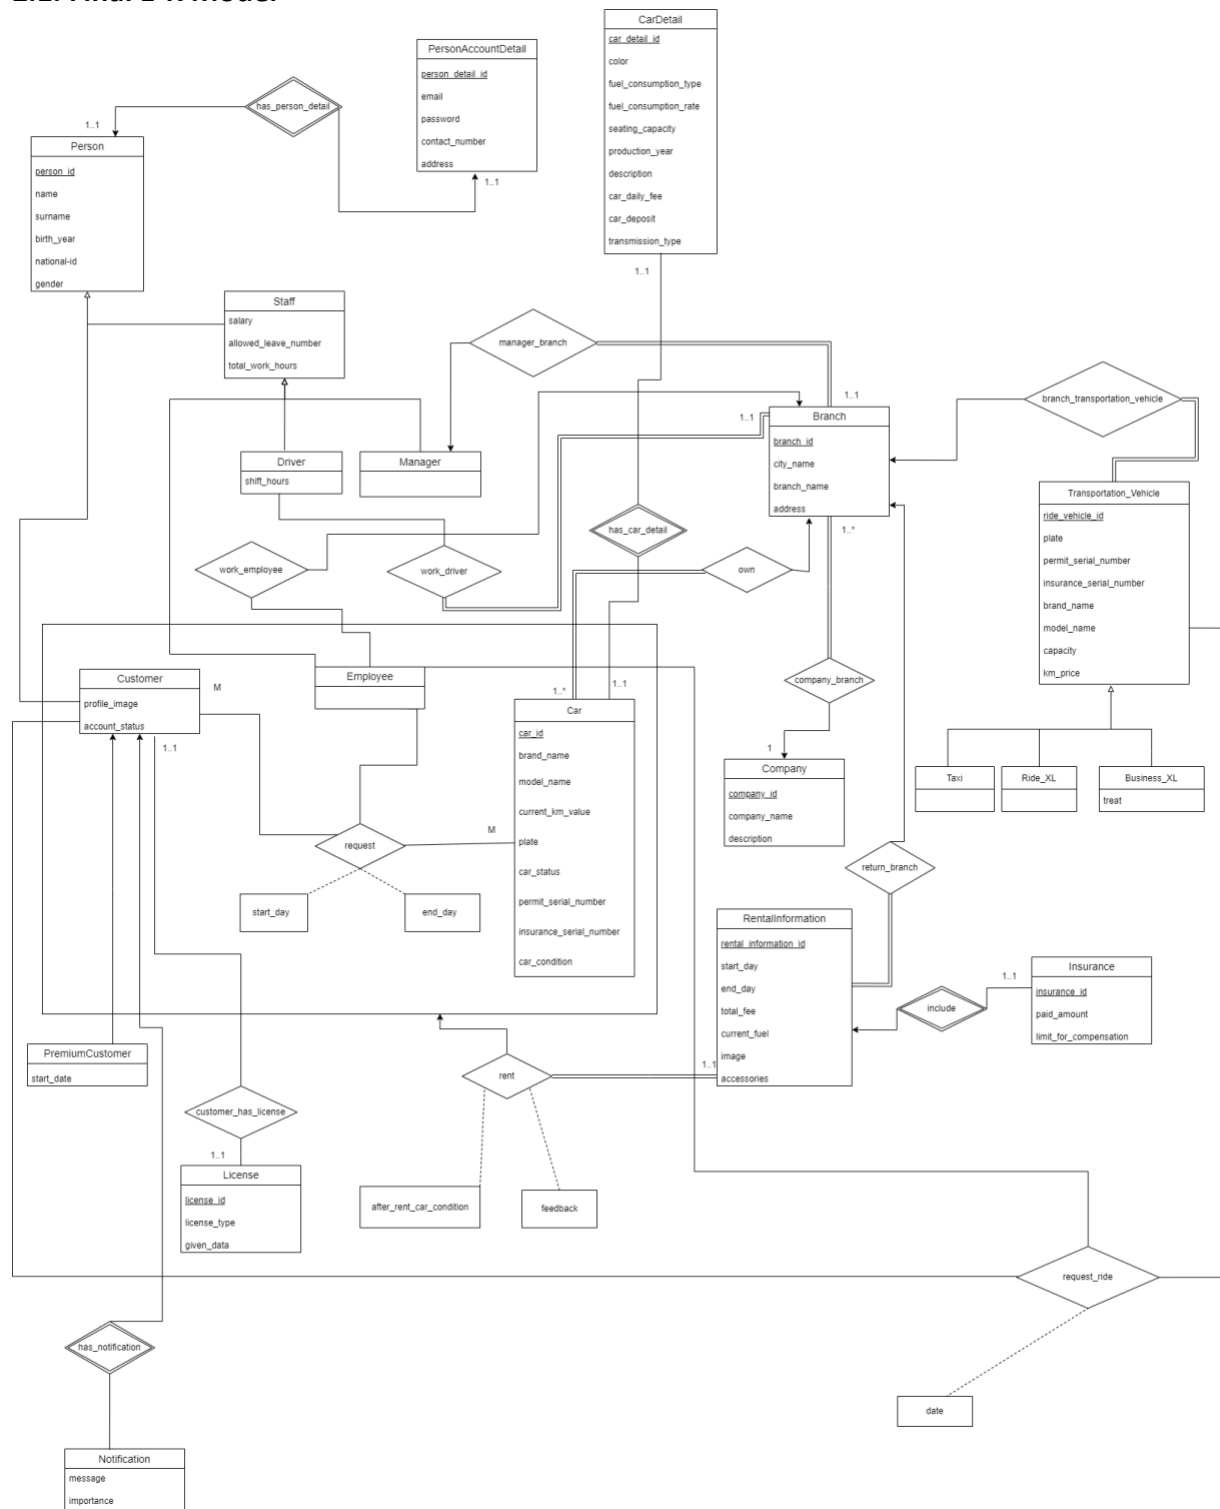 CarDetail
car_detail_id
color
fuel_consumption_type
fuel_consumption_rate
seating_capacity
production_year
description
car_daily_fee
car_deposit
transmission_type
1..1
PersonAccountDetail
person_detail_id
email
password
contact_number
address
1..1
has_person_detail
1..1
Person
person_id
name
surname
birth_year
national-id
gender
Staff
salary
allowed_leave_number
total_work_hours
manager_branch
branch_transportation_vehicle
1..1
1..1
Branch
branch_id
city_name
branch_name
address
1..*
Driver
shift_hours
Manager
Transportation_Vehicle
ride_vehicle_id
plate
permit_serial_number
insurance_serial_number
brand_name
model_name
capacity
km_price
has_car_detail
work_employee
work_driver
own
company_branch
Customer
profile_image
account_status
M
1..1
Employee
1..*
1..1
Car
car_id
brand_name
model_name
current_km_value
plate
car_status
permit_serial_number
insurance_serial_number
car_condition
1
Company
company_id
company_name
description
Taxi
Ride_XL
Business_XL
treat
request
M
start_day
end_day
return_branch
RentalInformation
rental_information_id
start_day
end_day
total_fee
current_fuel
image
accessories
1..1
include
1..1
Insurance
insurance_id
paid_amount
limit_for_compensation
PremiumCustomer
start_date
rent
customer_has_license
1..1
License
license_id
license_type
given_data
after_rent_car_condition
feedback
request_ride
date
has_notification
Notification
message
importance